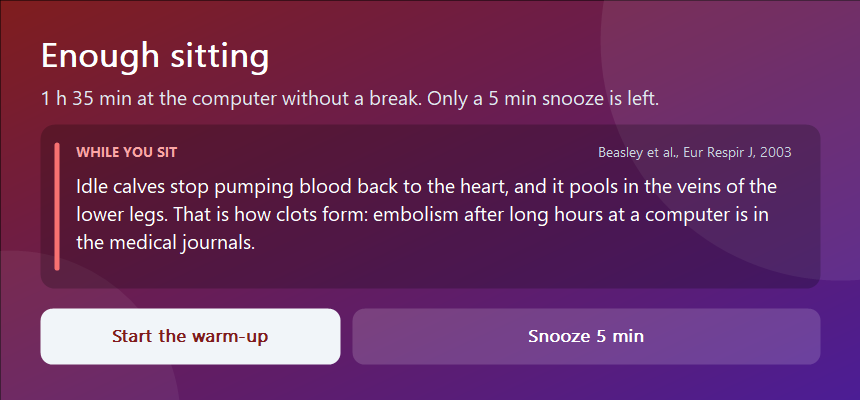 Enough sitting
1 h 35 min at the computer without a break. Only a 5 min snooze is left.
WHILE YOU SIT
Beasley et al., Eur Respir J, 2003
Idle calves stop pumping blood back to the heart, and it pools in the veins of the
lower legs. That is how clots form: embolism after long hours at a computer is in
the medical journals.
Start the warm-up
Snooze 5 min